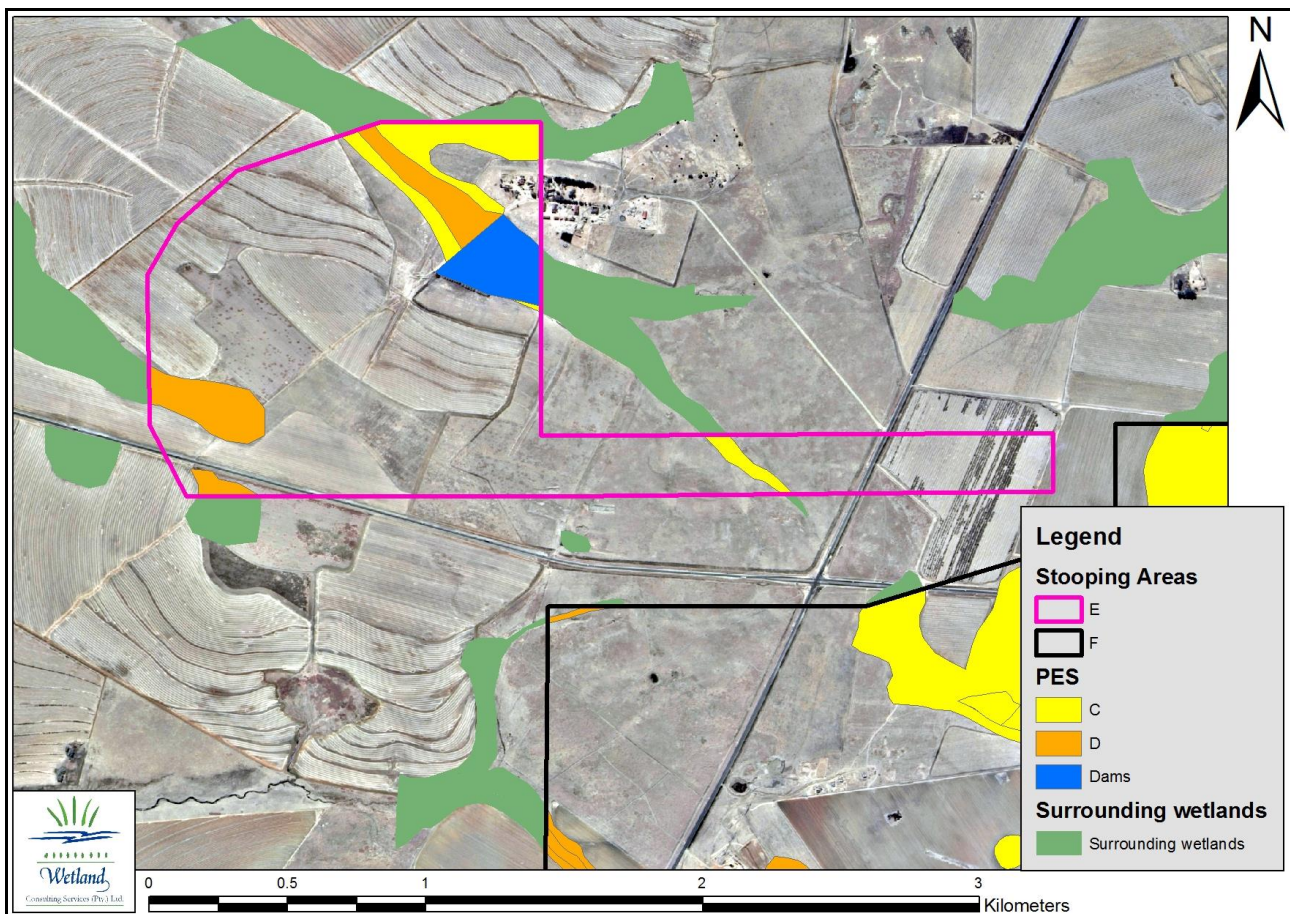 N
Legend
Stooping Areas
E
F
PES
C
D
Dams
Surrounding wetlands
Surrounding wetlands
Wetland
Consulting Services (Pty.) Ltd.
0 0.5 1 2 3
Kilometers